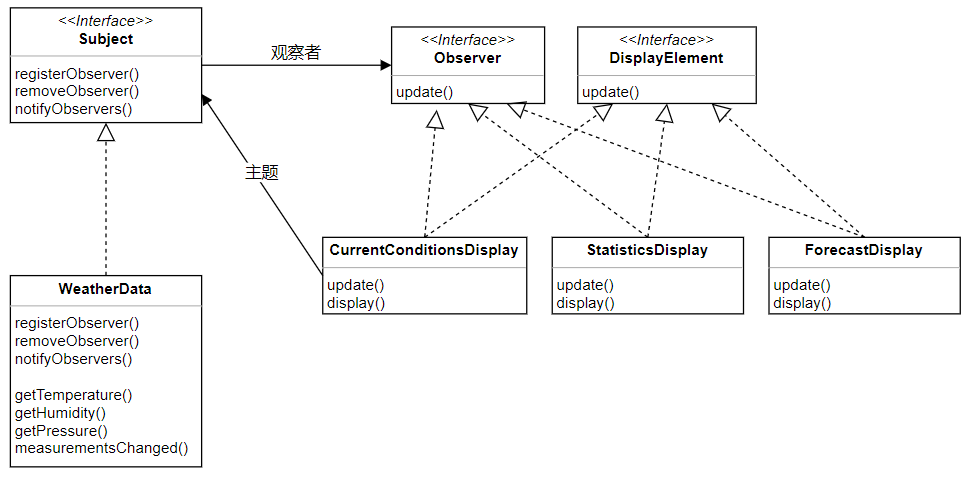 <<Interface>>
Subject
registerObserver()
removeObserver()
notifyObservers()
观察者
<<Interface>>
Observer
update()
<<Interface>>
DisplayElement
update()
主题
CurrentConditionsDisplay
update()
display()
StatisticsDisplay
update()
display()
ForecastDisplay
update()
display()
WeatherData
registerObserver()
removeObserver()
notifyObservers()
getTemperature()
getHumidity()
getPressure()
measurementsChanged()